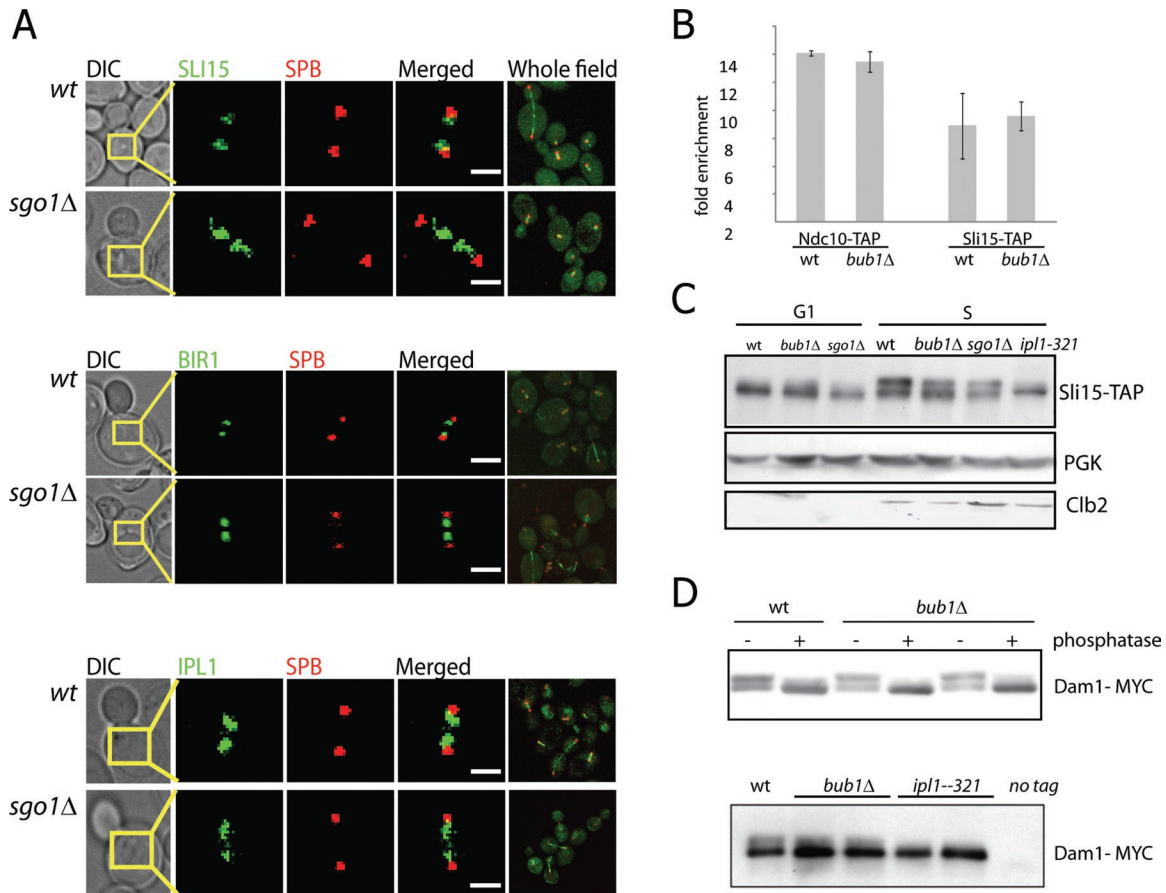 A
DIC SLI15 SPB Merged Whole field
wt
sgo1Δ
DIC BIR1 SPB Merged
wt
sgo1Δ
DIC IPL1 SPB Merged
wt
sgo1Δ
B
fold enrichment
14
12
10
8
6
4
2
Ndc10-TAP Sli15-TAP
wt bub1Δ wt bub1Δ
C
G1 S
wt bub1Δ sgo1Δ wt bub1Δ sgo1Δ ipl1-321
Sli15-TAP
PGK
Clb2
D
wt bub1Δ
- + - + - + phosphatase
Dam1- MYC
wt bub1Δ ipl1--321 no tag
Dam1- MYC